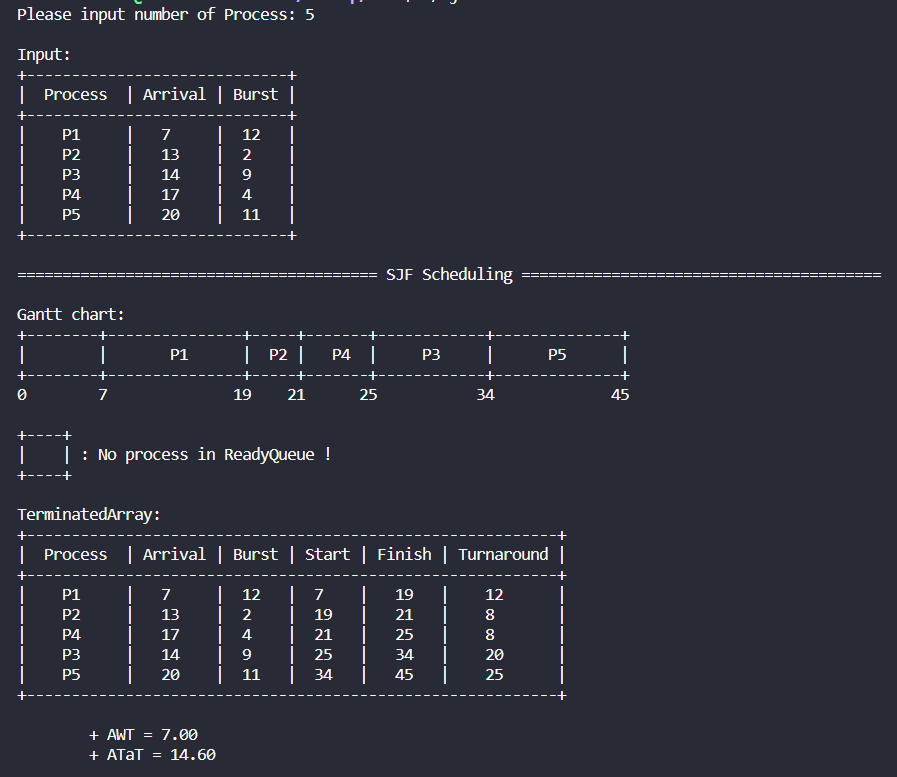 Please input number of Process: 5
Input:
+-----------------------------+
|  Process  | Arrival | Burst |
+-----------------------------+
|    P1     |   7     |  12   |
|    P2     |   13    |  2    |
|    P3     |   14    |  9    |
|    P4     |   17    |  4    |
|    P5     |   20    |  11   |
+-----------------------------+
======================================== SJF Scheduling ========================================
Gantt chart:
+--------+---------------+-----+-------+------------+--------------+
|        |       P1      |  P2 |   P4  |     P3     |      P5      |
+--------+---------------+-----+-------+------------+--------------+
0        7              19    21      25           34             45
+----+
|    | : No process in ReadyQueue !
+----+
TerminatedArray:
+-----------------------------------------------------------+
|  Process  | Arrival | Burst | Start | Finish | Turnaround |
+-----------------------------------------------------------+
|    P1     |   7     |  12   |  7    |   19   |    12      |
|    P2     |   13    |  2    |  19   |   21   |    8       |
|    P4     |   17    |  4    |  21   |   25   |    8       |
|    P3     |   14    |  9    |  25   |   34   |    20      |
|    P5     |   20    |  11   |  34   |   45   |    25      |
+-----------------------------------------------------------+
+ AWT = 7.00
+ ATaT = 14.60